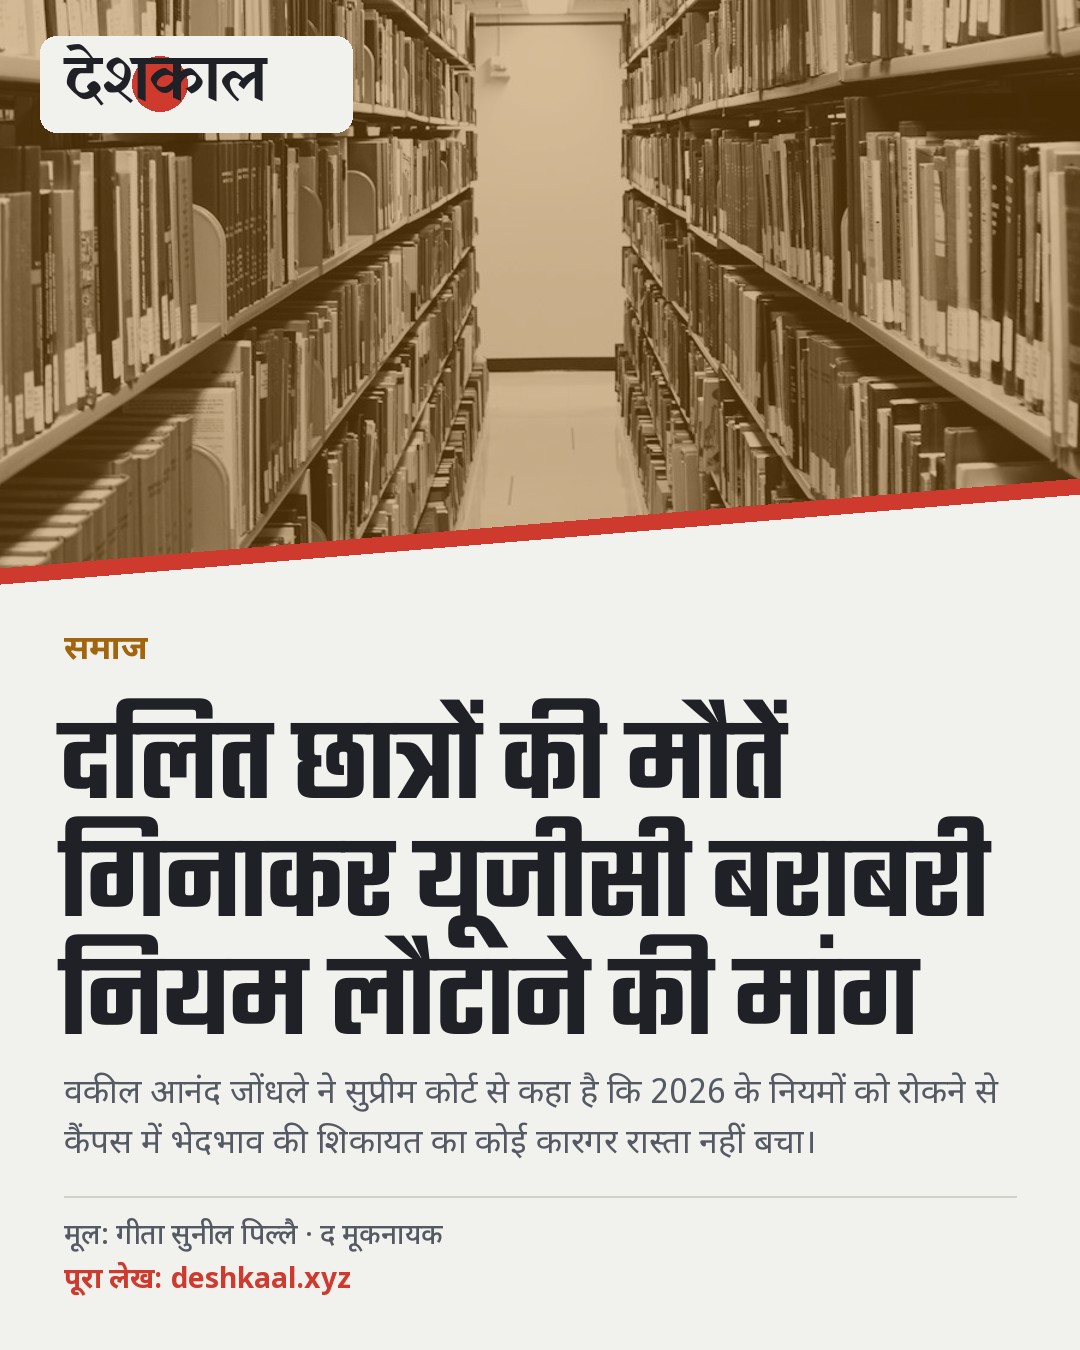 देशकाल
समाज
दलित छात्रों की मौतें
गिनाकर यूजीसी बराबरी
नियम लौटाने की मांग
वकील आनंद जोंधले ने सुप्रीम कोर्ट से कहा है कि 2026 के नियमों को रोकने से
कैंपस में भेदभाव की शिकायत का कोई कारगर रास्ता नहीं बचा।
मूल: गीता सुनील पिल्लै · द मूकनायक
पूरा लेख: deshkaal.xyz